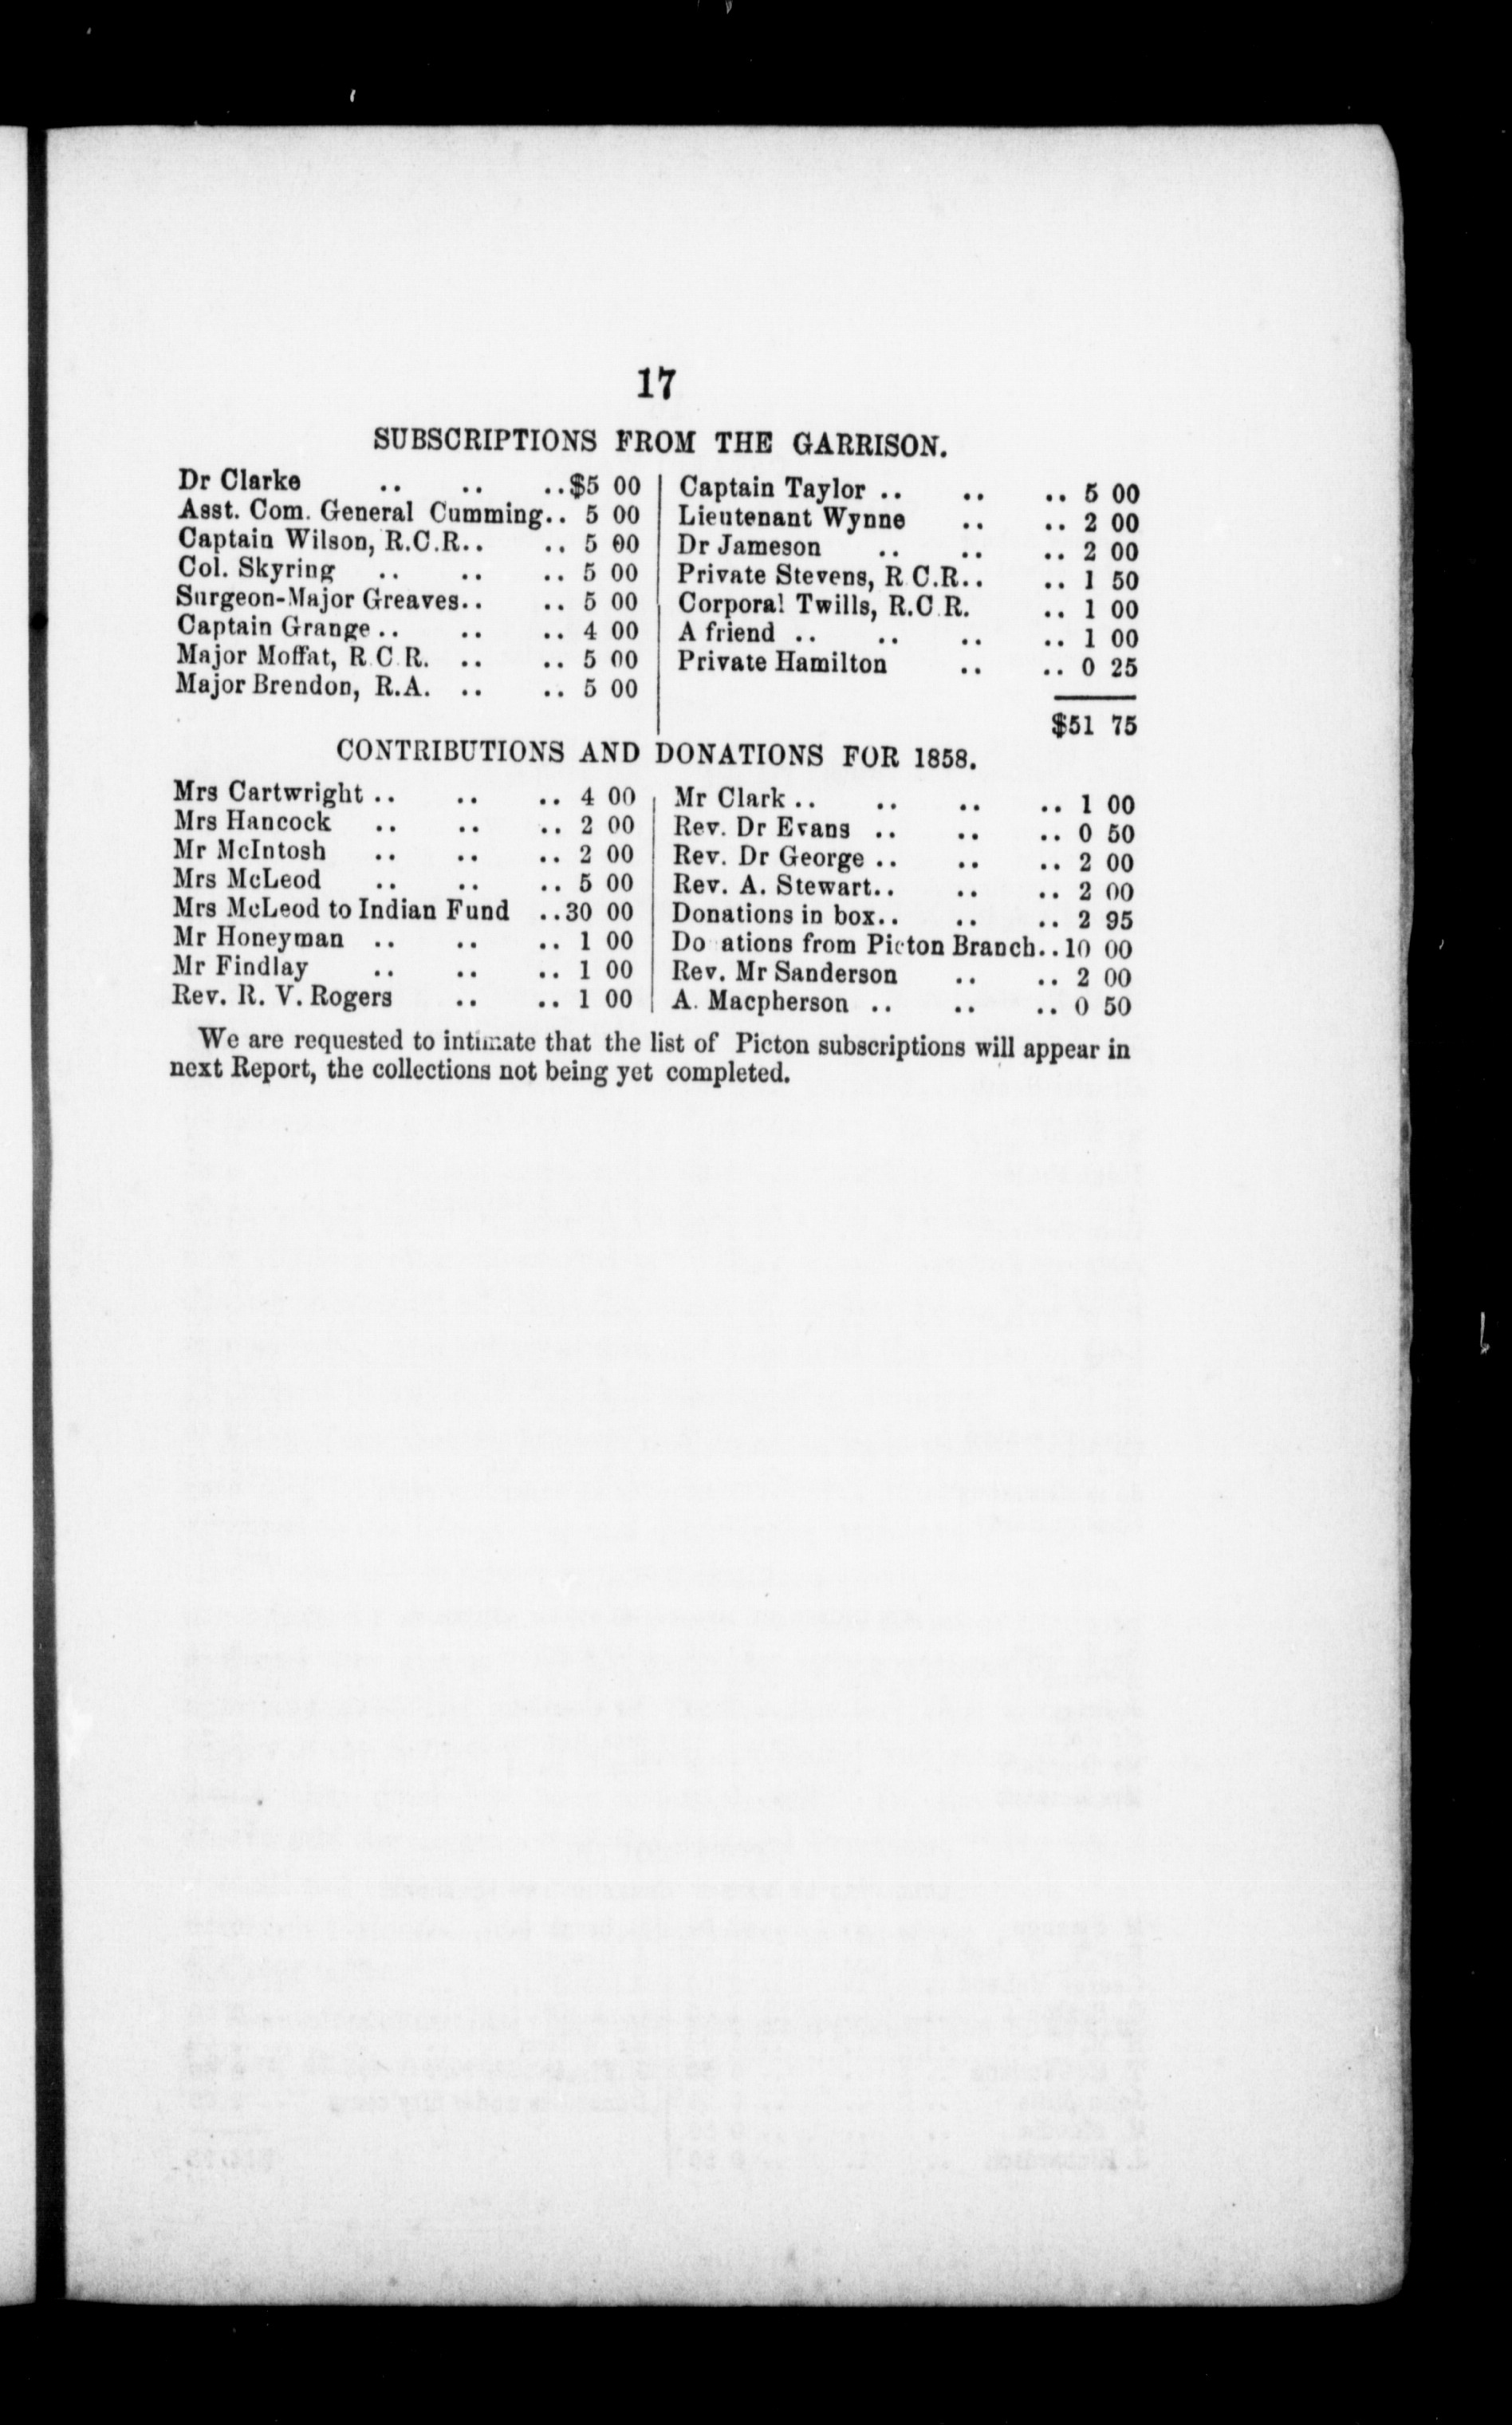 17
SUBSCRIPTIONS FROM THE GARRISON.
Dr Clarke .. .. ..$5 00
Asst. Com. General Cumming.. 5 00
Captain Wilson, R.C.R.. .. 5 00
Col. Skyring .. .. .. 5 00
Surgeon-Major Greaves.. .. 5 00
Captain Grange.. .. .. 4 00
Major Moffat, R C R. .. .. 5 00
Major Brendon, R.A. .. .. 5 00
Captain Taylor .. .. .. 5 00
Lieutenant Wynne .. .. 2 00
Dr Jameson .. .. .. 2 00
Private Stevens, R C.R.. .. 1 50
Corporal Twills, R.C R. .. 1 00
A friend .. .. .. .. 1 00
Private Hamilton .. .. 0 25
$51 75
CONTRIBUTIONS AND DONATIONS FOR 1858.
Mrs Cartwright .. .. .. 4 00
Mrs Hancock .. .. .. 2 00
Mr McIntosh .. .. .. 2 00
Mrs McLeod .. .. .. 5 00
Mrs McLeod to Indian Fund ..30 00
Mr Honeyman .. .. .. 1 00
Mr Findlay .. .. .. 1 00
Rev. R. V. Rogers .. .. 1 00
Mr Clark .. .. .. .. 1 00
Rev. Dr Evans .. .. .. 0 50
Rev. Dr George .. .. .. 2 00
Rev. A. Stewart.. .. .. 2 00
Donations in box.. .. .. 2 95
Do ations from Picton Branch..10 00
Rev. Mr Sanderson .. .. 2 00
A. Macpherson .. .. .. 0 50
We are requested to intimate that the list of Picton subscriptions will appear in
next Report, the collections not being yet completed.